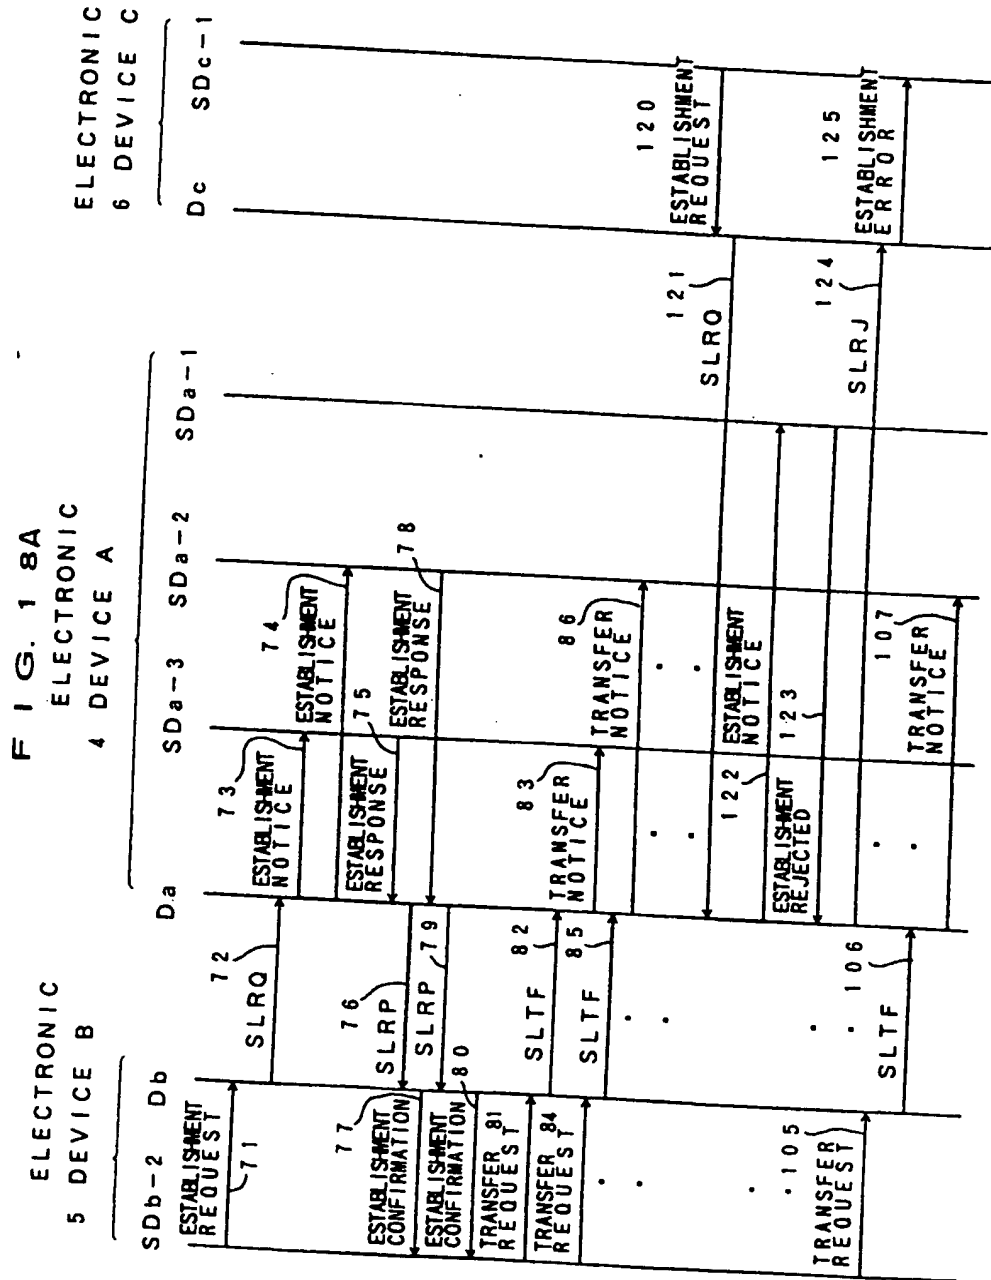 FIG. 18A
ELECTRONIC
5 DEVICE B
ELECTRONIC
4 DEVICE A
ELECTRONIC
6 DEVICE C
SDb-2
Db
Da
SDa-3
SDa-2
SDa-1
Dc
SDc-1
ESTABLISHMENT
REQUEST
71
72
SLRQ
73
ESTABLISHMENT
NOTICE
74
ESTABLISHMENT
NOTICE
75
ESTABLISHMENT
RESPONSE
76
SLRP
77
ESTABLISHMENT
CONFIRMATION
78
ESTABLISHMENT
RESPONSE
79
SLRP
80
ESTABLISHMENT
CONFIRMATION
TRANSFER 81
REQUEST
82
SLTF
83
TRANSFER
NOTICE
TRANSFER 84
REQUEST
85
SLTF
86
TRANSFER
NOTICE
120
ESTABLISHMENT
REQUEST
121
SLRQ
122
ESTABLISHMENT
NOTICE
123
ESTABLISHMENT
REJECTED
124
SLRJ
125
ESTABLISHMENT
ERROR
105
TRANSFER
REQUEST
106
SLTF
107
TRANSFER
NOTICE